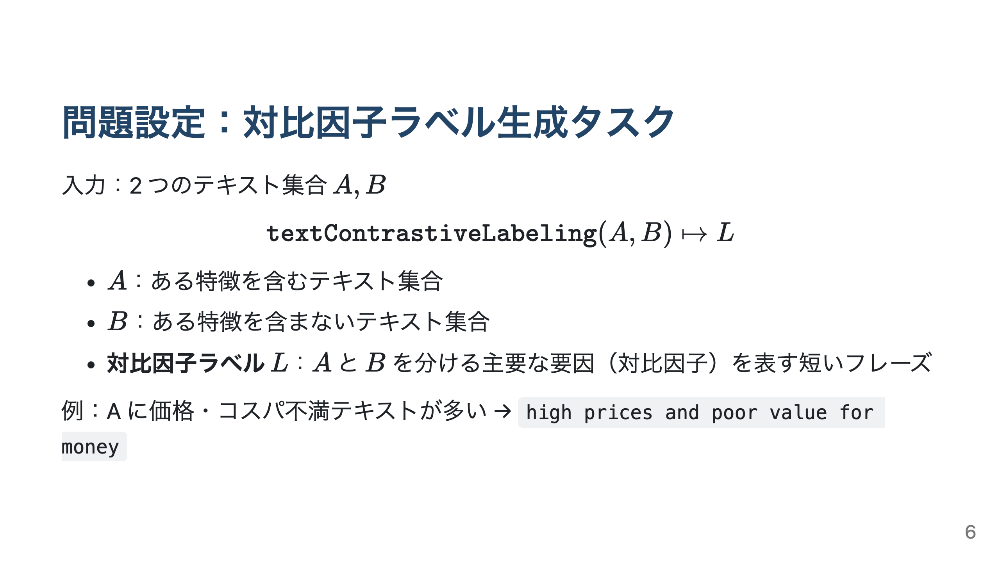 問題設定：対比因子ラベル生成タスク
入力：2 つのテキスト集合 A, B
textContrastiveLabeling(A, B) ↦ L
• A：ある特徴を含むテキスト集合
• B：ある特徴を含まないテキスト集合
• 対比因子ラベル L：A と B を分ける主要な要因（対比因子）を表す短いフレーズ
例：A に価格・コスパ不満テキストが多い → high prices and poor value for
money
6